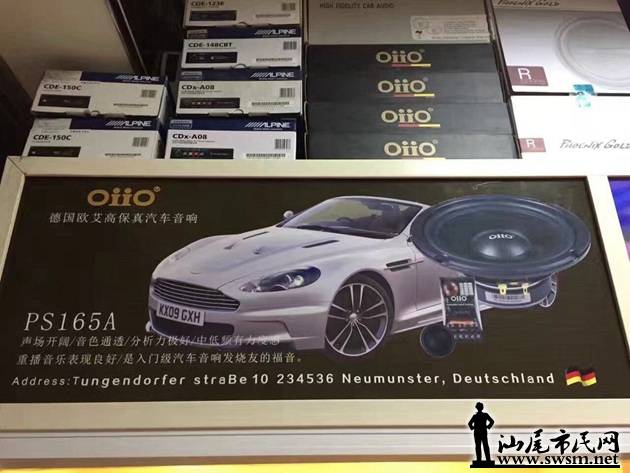 CDE-148CBT
ALPINE
CDx-A08
ALPINE
CDx-A08
ALPINE
CDE-150C
ALPINE
CDE-150C
ALPINE
HIGH FIDELITY CAR AUDIO
OiiO
OiiO
OiiO
OiiO
PHOENIX GOLD
R
R
PHOENIX GOLD
OiiO®
德国欧艾高保真汽车音响
OiiO
OiiO
KX09 GXH
PS165A
声场开阔/音色通透/分析力极好/中低频有力度感
重播音乐表现良好/是入门级汽车音响发烧友的福音。
Address:Tungendorfer straBe 10 234536 Neumunster, Deutschland
汕尾市民网
www.swsm.net